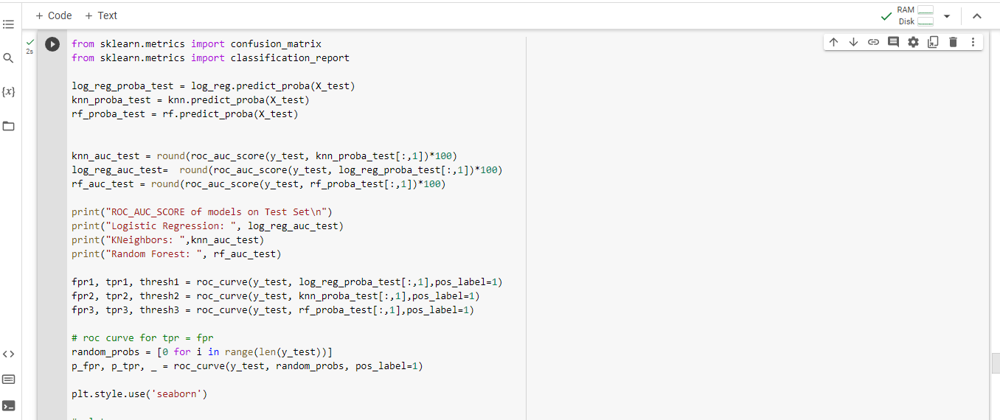 + Code + Text
RAM
Disk
{x}
2s
from sklearn.metrics import confusion_matrix
from sklearn.metrics import classification_report
log_reg_proba_test = log_reg.predict_proba(X_test)
knn_proba_test = knn.predict_proba(X_test)
rf_proba_test = rf.predict_proba(X_test)
knn_auc_test = round(roc_auc_score(y_test, knn_proba_test[:,1])*100)
log_reg_auc_test=  round(roc_auc_score(y_test, log_reg_proba_test[:,1])*100)
rf_auc_test = round(roc_auc_score(y_test, rf_proba_test[:,1])*100)
print("ROC_AUC_SCORE of models on Test Set\n")
print("Logistic Regression: ", log_reg_auc_test)
print("KNeighbors: ",knn_auc_test)
print("Random Forest: ", rf_auc_test)
fpr1, tpr1, thresh1 = roc_curve(y_test, log_reg_proba_test[:,1],pos_label=1)
fpr2, tpr2, thresh2 = roc_curve(y_test, knn_proba_test[:,1],pos_label=1)
fpr3, tpr3, thresh3 = roc_curve(y_test, rf_proba_test[:,1],pos_label=1)
# roc curve for tpr = fpr
random_probs = [0 for i in range(len(y_test))]
p_fpr, p_tpr, _ = roc_curve(y_test, random_probs, pos_label=1)
plt.style.use('seaborn')